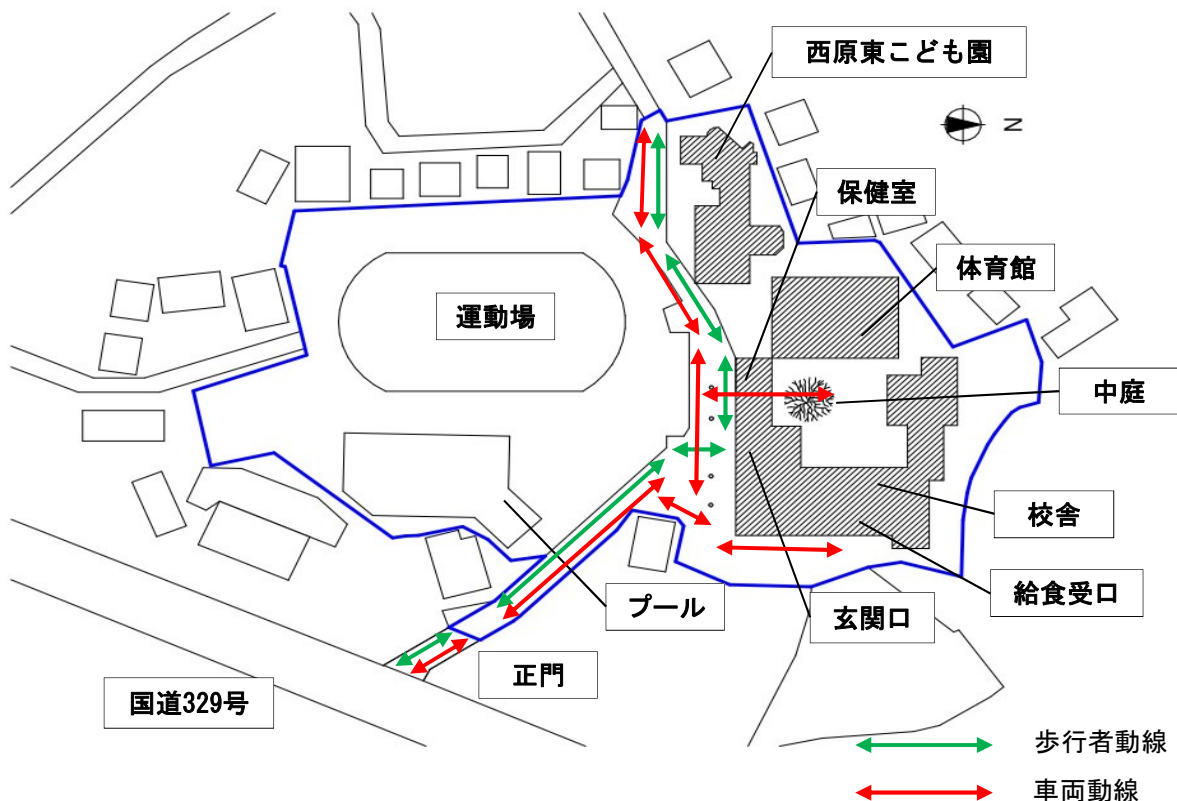 西原東こども園
N
保健室
体育館
運動場
中庭
校舎
給食受口
プール
玄関口
正門
国道329号
歩行者動線
車両動線